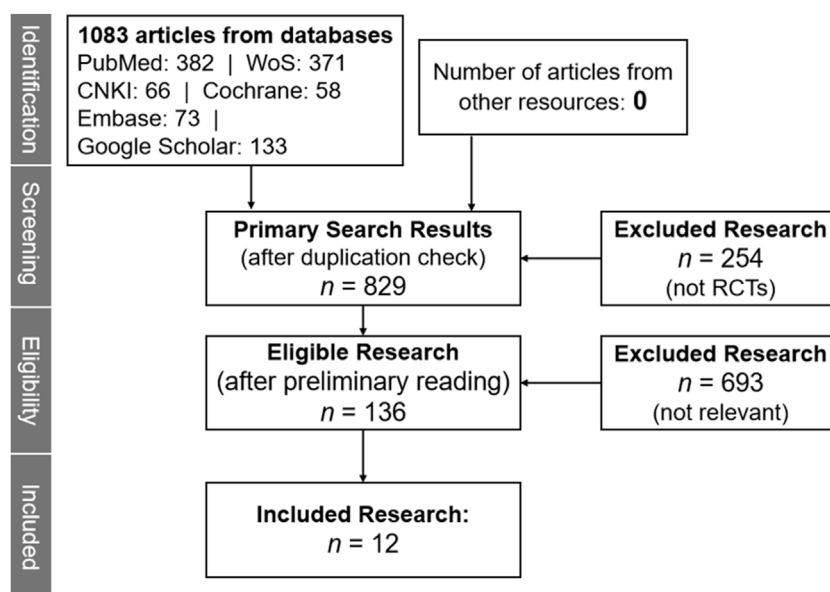 Identification
1083 articles from databases
PubMed: 382 | WoS: 371
CNKI: 66 | Cochrane: 58
Embase: 73 |
Google Scholar: 133
Number of articles from
other resources: 0
Screening
Primary Search Results
(after duplication check)
n = 829
Excluded Research
n = 254
(not RCTs)
Eligibility
Eligible Research
(after preliminary reading)
n = 136
Excluded Research
n = 693
(not relevant)
Included
Included Research:
n = 12